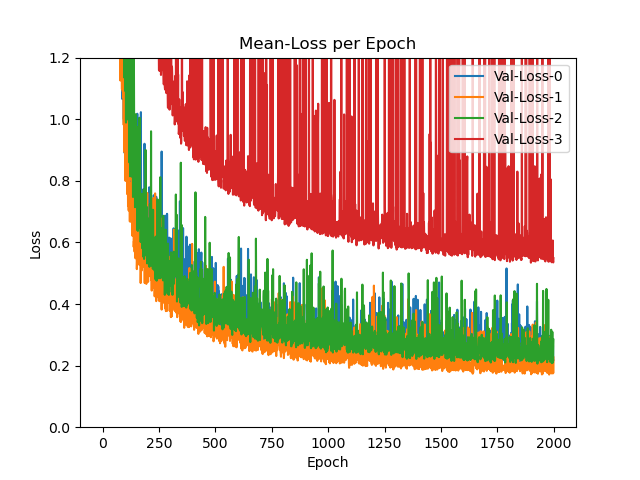 Mean-Loss per Epoch
1.2
1.0
0.8
0.6
0.4
0.2
0.0
Loss
Val-Loss-0
Val-Loss-1
Val-Loss-2
Val-Loss-3
0 250 500 750 1000 1250 1500 1750 2000
Epoch